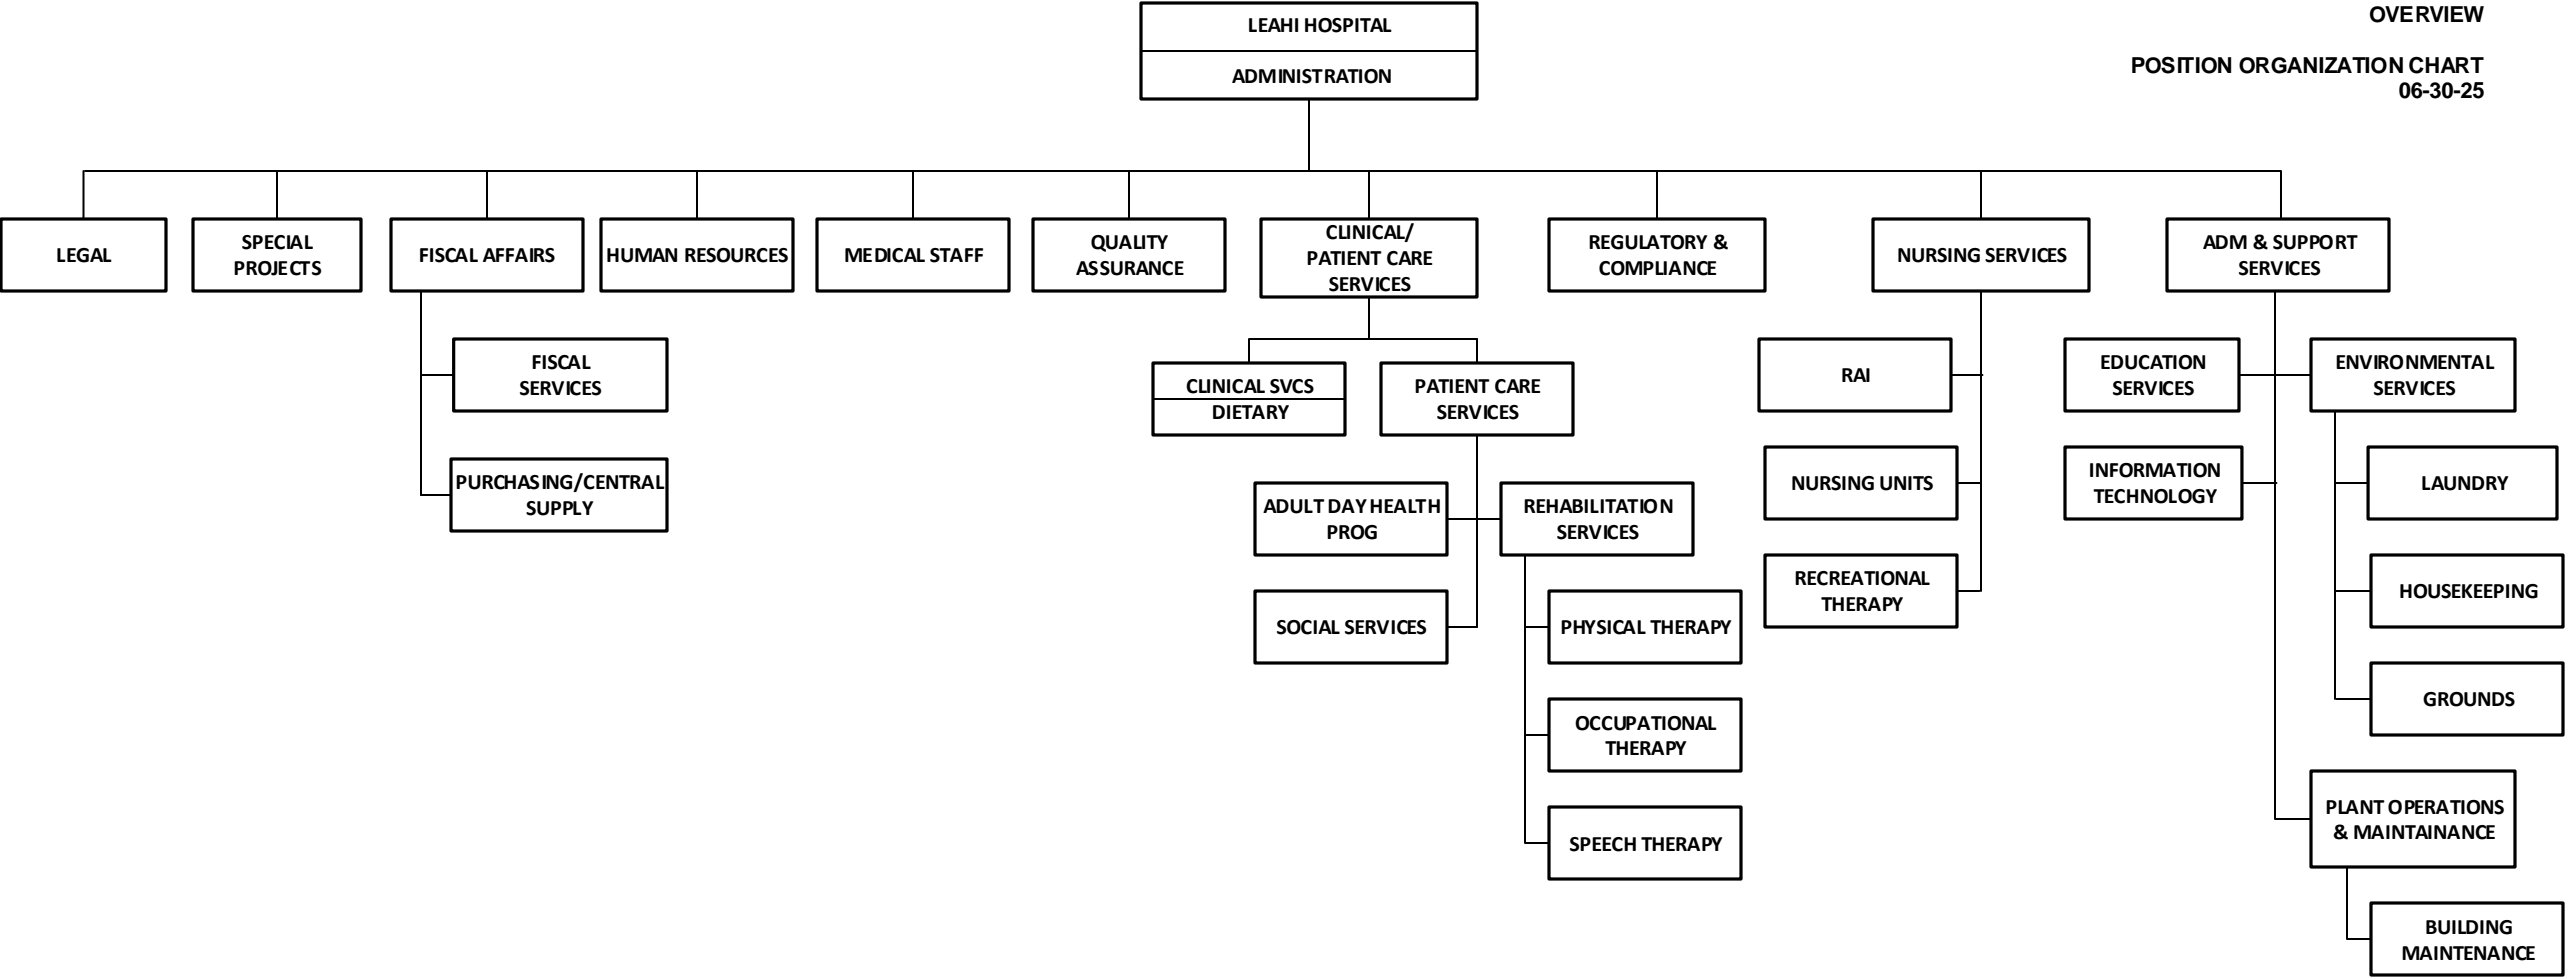 OVERVIEW
POSITION ORGANIZATION CHART
06-30-25
LEAHI HOSPITAL
ADMINISTRATION
LEGAL
SPECIAL
PROJECTS
FISCAL AFFAIRS
HUMAN RESOURCES
MEDICAL STAFF
QUALITY
ASSURANCE
CLINICAL/
PATIENT CARE
SERVICES
REGULATORY &
COMPLIANCE
NURSING SERVICES
ADM & SUPPORT
SERVICES
FISCAL
SERVICES
PURCHASING/CENTRAL
SUPPLY
CLINICAL SVCS
DIETARY
PATIENT CARE
SERVICES
ADULT DAY HEALTH
PROG
REHABILITATION
SERVICES
SOCIAL SERVICES
PHYSICAL THERAPY
OCCUPATIONAL
THERAPY
SPEECH THERAPY
RAI
NURSING UNITS
RECREATIONAL
THERAPY
EDUCATION
SERVICES
ENVIRONMENTAL
SERVICES
INFORMATION
TECHNOLOGY
LAUNDRY
HOUSEKEEPING
GROUNDS
PLANT OPERATIONS
& MAINTAINANCE
BUILDING
MAINTENANCE